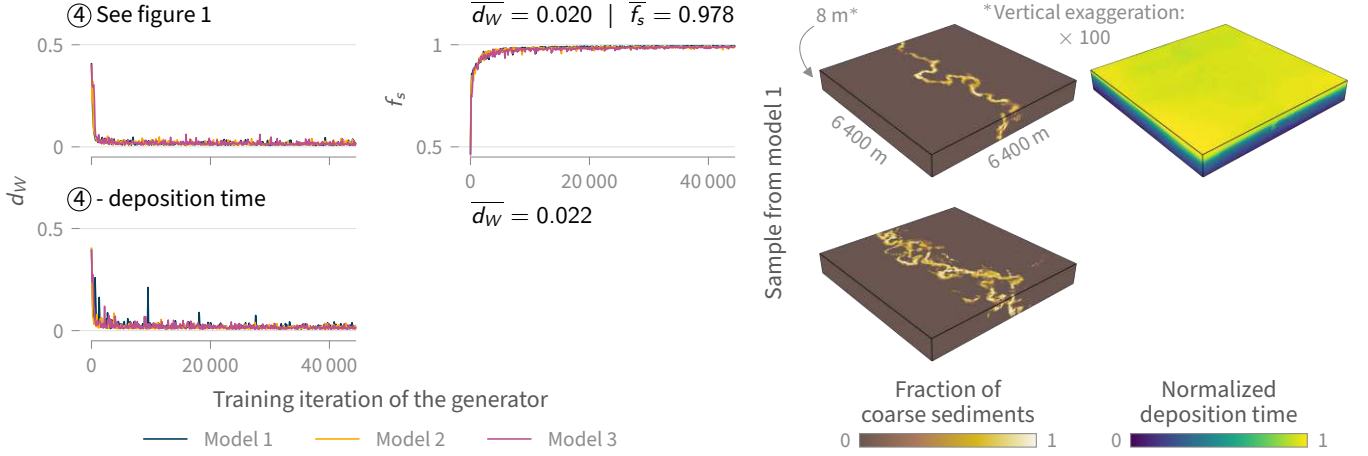 ④ See figure 1
d̅_W̅ = 0.020 | f̅_s̅ = 0.978
0.5
0
1
f_s
0.5
0
20 000
40 000
d_W
④ - deposition time
d̅_W̅ = 0.022
0.5
0
0
20 000
40 000
Training iteration of the generator
Model 1
Model 2
Model 3
Sample from model 1
8 m*
*Vertical exaggeration:
× 100
6 400 m
6 400 m
Fraction of
coarse sediments
0
1
Normalized
deposition time
0
1